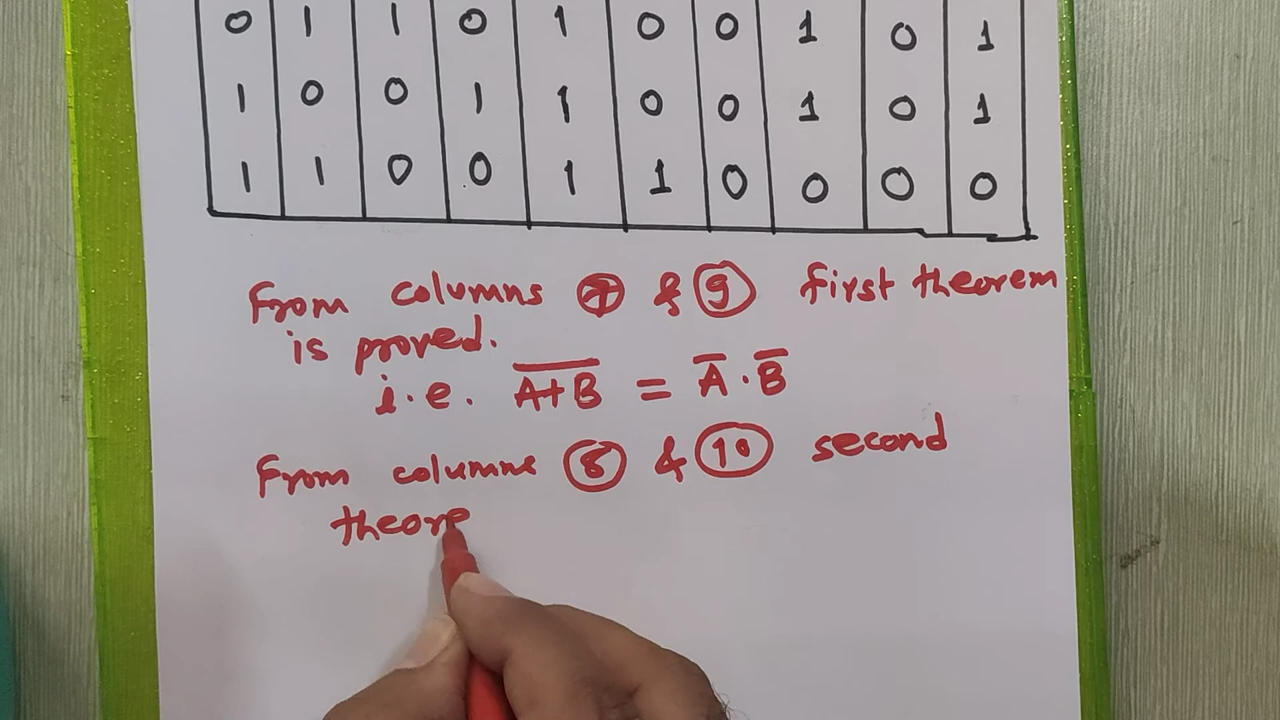 0 1 1 0 1 0 0 1 0 1
1 0 0 1 1 0 0 1 0 1
1 1 0 0 1 1 0 0 0 0
From columns ⑦ & ⑨ first theorem
is proved.
i.e. A̅+̅B̅ = A̅ . B̅
From columns ⑧ & ⑩ second
theore